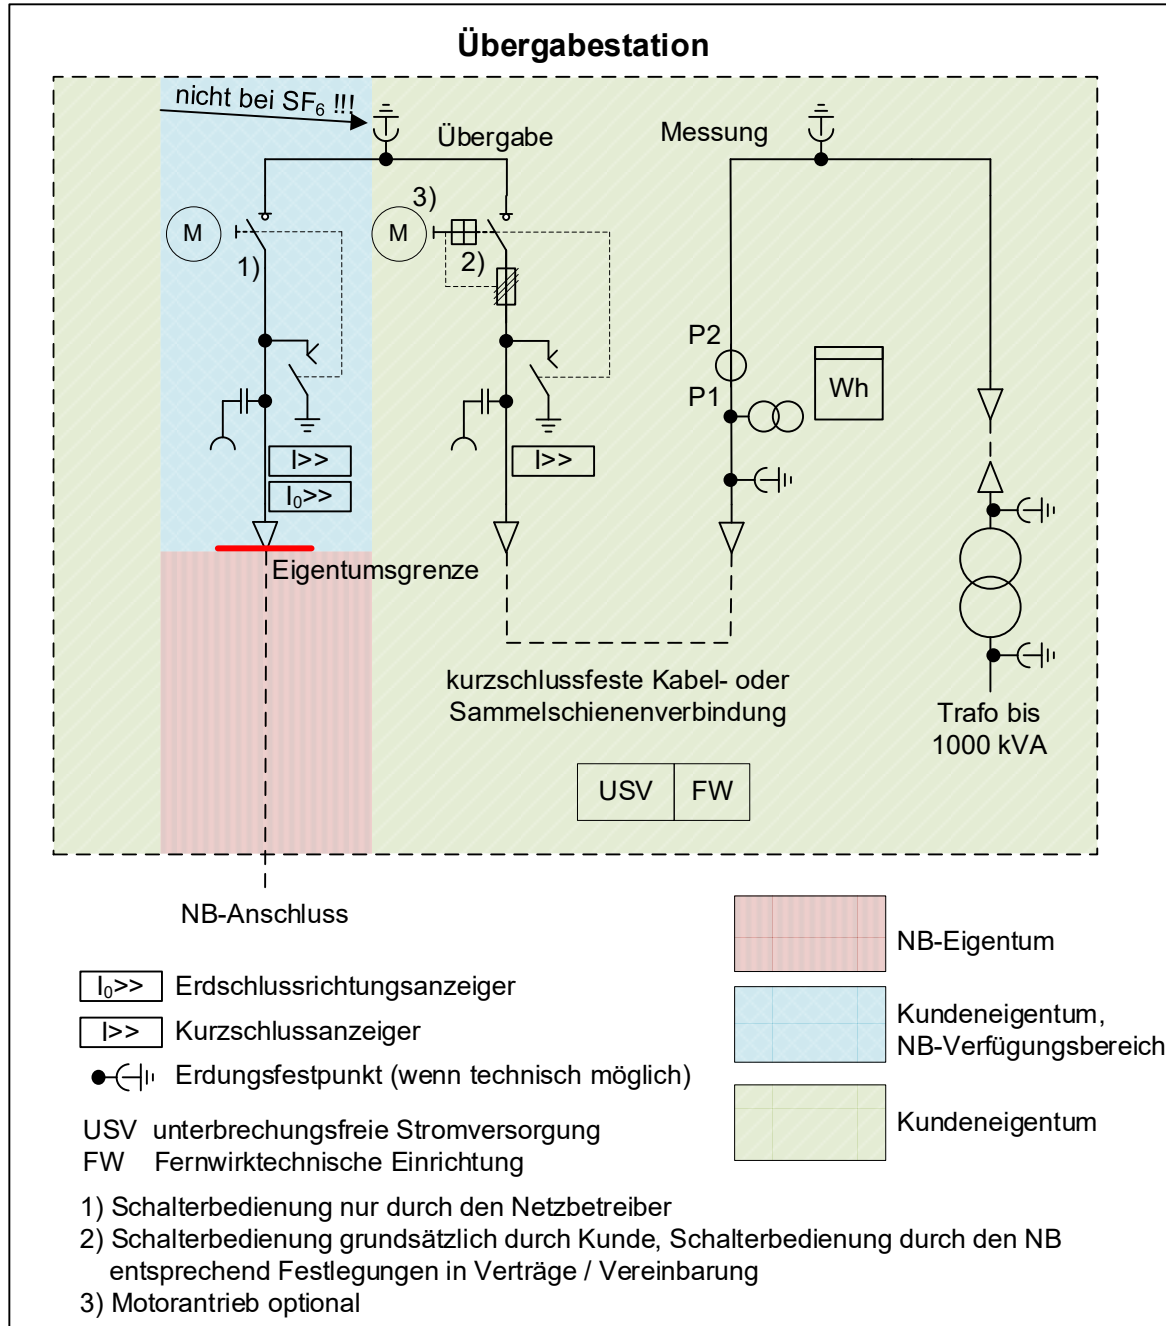 Übergabestation
nicht bei SF₆ !!!
Übergabe
Messung
M
1)
3)
M
2)
P2
P1
Wh
I>>
I₀>>
I>>
Eigentumsgrenze
kurzschlussfeste Kabel- oder
Sammelschienenverbindung
Trafo bis
1000 kVA
USV
FW
NB-Anschluss
NB-Eigentum
Kundeneigentum,
NB-Verfügungsbereich
Kundeneigentum
I₀>> Erdschlussrichtungsanzeiger
I>> Kurzschlussanzeiger
Erdungsfestpunkt (wenn technisch möglich)
USV unterbrechungsfreie Stromversorgung
FW Fernwirktechnische Einrichtung
1) Schalterbedienung nur durch den Netzbetreiber
2) Schalterbedienung grundsätzlich durch Kunde, Schalterbedienung durch den NB
entsprechend Festlegungen in Verträge / Vereinbarung
3) Motorantrieb optional